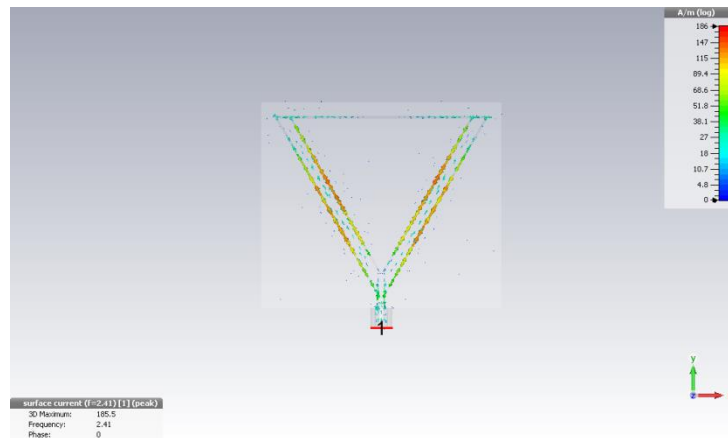 A/m (log)
186
147
115
89.4
68.6
51.8
38.1
27
18
10.7
4.8
0
1
y
surface current (f=2.41) [1] (peak)
3D Maximum: 185.5
Frequency: 2.41
Phase: 0